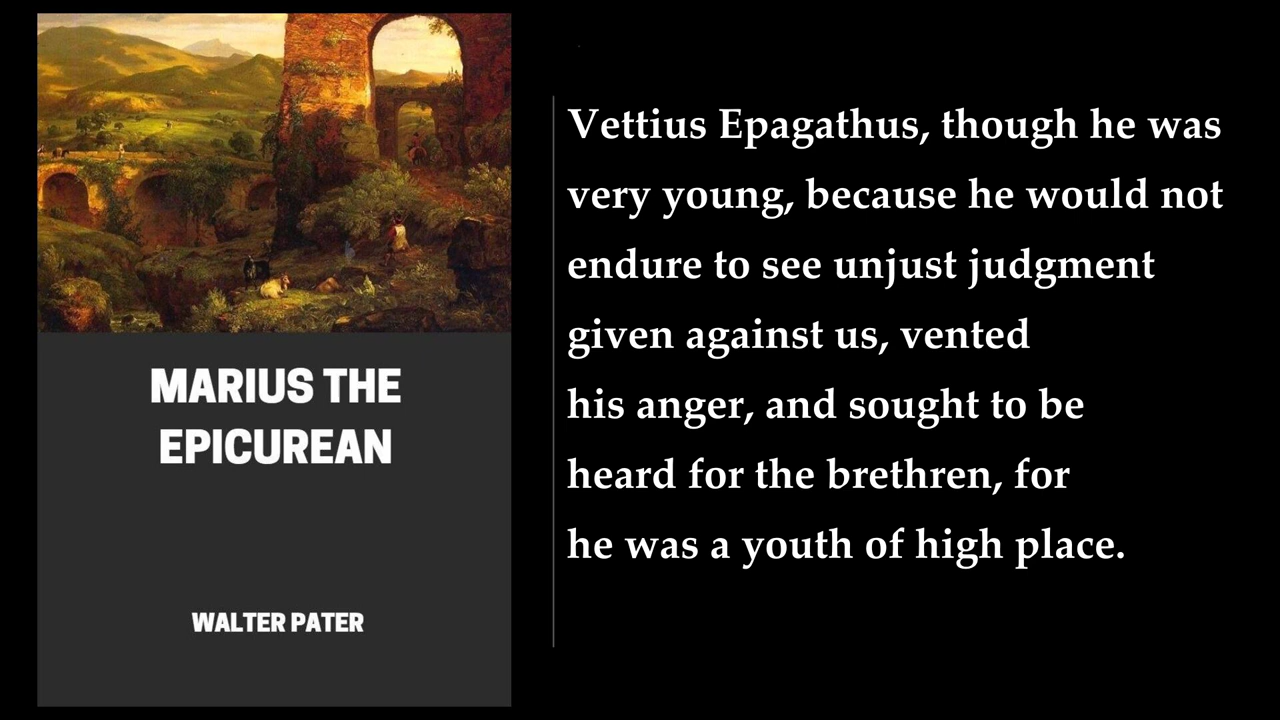 MARIUS THE
EPICUREAN
WALTER PATER
Vettius Epagathus, though he was
very young, because he would not
endure to see unjust judgment
given against us, vented
his anger, and sought to be
heard for the brethren, for
he was a youth of high place.